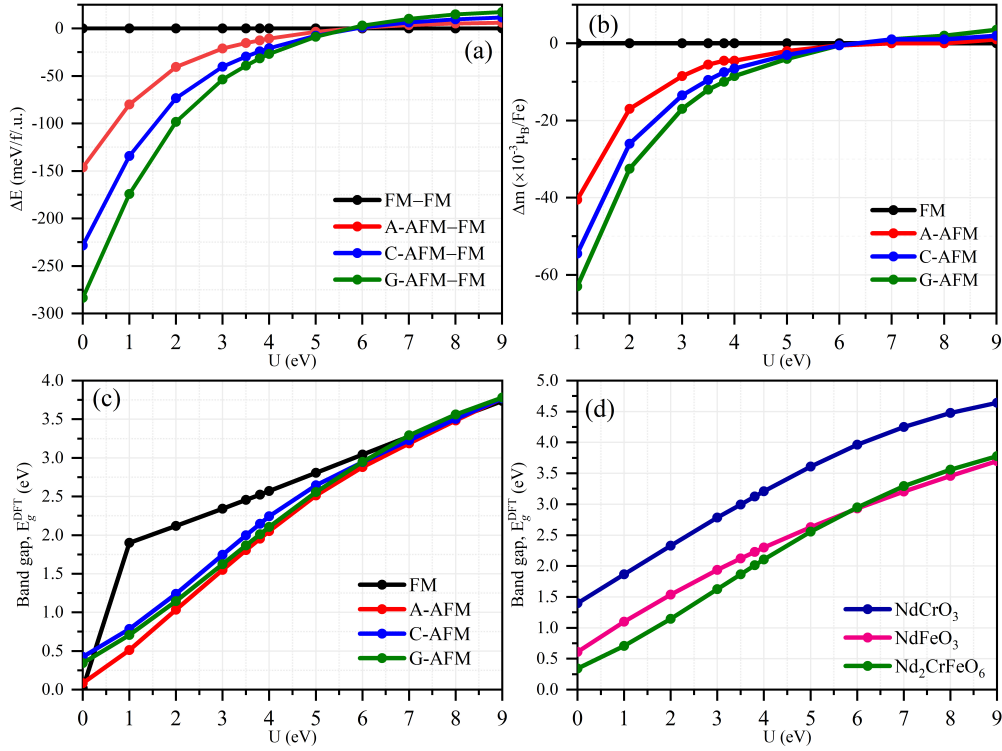 0
-50
-100
-150
-200
-250
-300
ΔE (meV/f/.u.)
(a)
FM−FM
A-AFM−FM
C-AFM−FM
G-AFM−FM
0 1 2 3 4 5 6 7 8 9
U (eV)
0
-20
-40
-60
Δm (×10⁻³μ_B/Fe)
(b)
FM
A-AFM
C-AFM
G-AFM
1 2 3 4 5 6 7 8 9
U (eV)
4.0
3.5
3.0
2.5
2.0
1.5
1.0
0.5
0.0
Band gap, E_g^DFT (eV)
(c)
FM
A-AFM
C-AFM
G-AFM
0 1 2 3 4 5 6 7 8 9
U (eV)
5.0
4.5
4.0
3.5
3.0
2.5
2.0
1.5
1.0
0.5
0.0
Band gap, E_g^DFT (eV)
(d)
NdCrO₃
NdFeO₃
Nd₂CrFeO₆
0 1 2 3 4 5 6 7 8 9
U (eV)